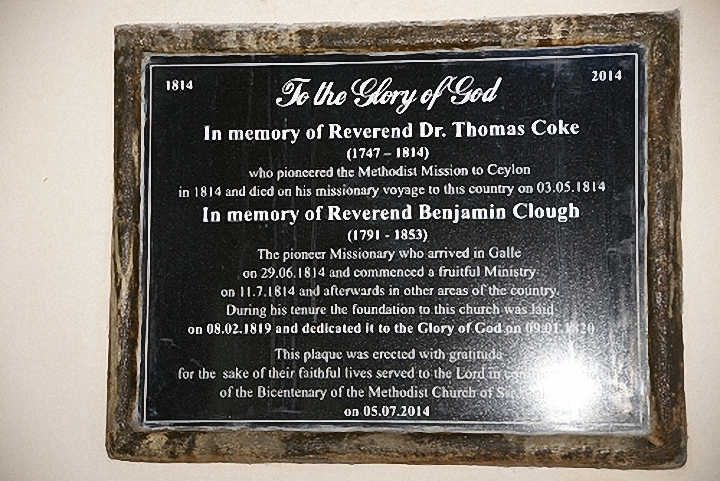 1814
2014
To the Glory of God
In memory of Reverend Dr. Thomas Coke
(1747 – 1814)
who pioneered the Methodist Mission to Ceylon
in 1814 and died on his missionary voyage to this country on 03.05.1814
In memory of Reverend Benjamin Clough
(1791 - 1853)
The pioneer Missionary who arrived in Galle
on 29.06.1814 and commenced a fruitful Ministry
on 11.7.1814 and afterwards in other areas of the country.
During his tenure the foundation to this church was laid
on 08.02.1819 and dedicated it to the Glory of God on 09.01.1820
This plaque was erected with gratitude
for the sake of their faithful lives served to the Lord in
of the Bicentenary of the Methodist Church of
on 05.07.2014